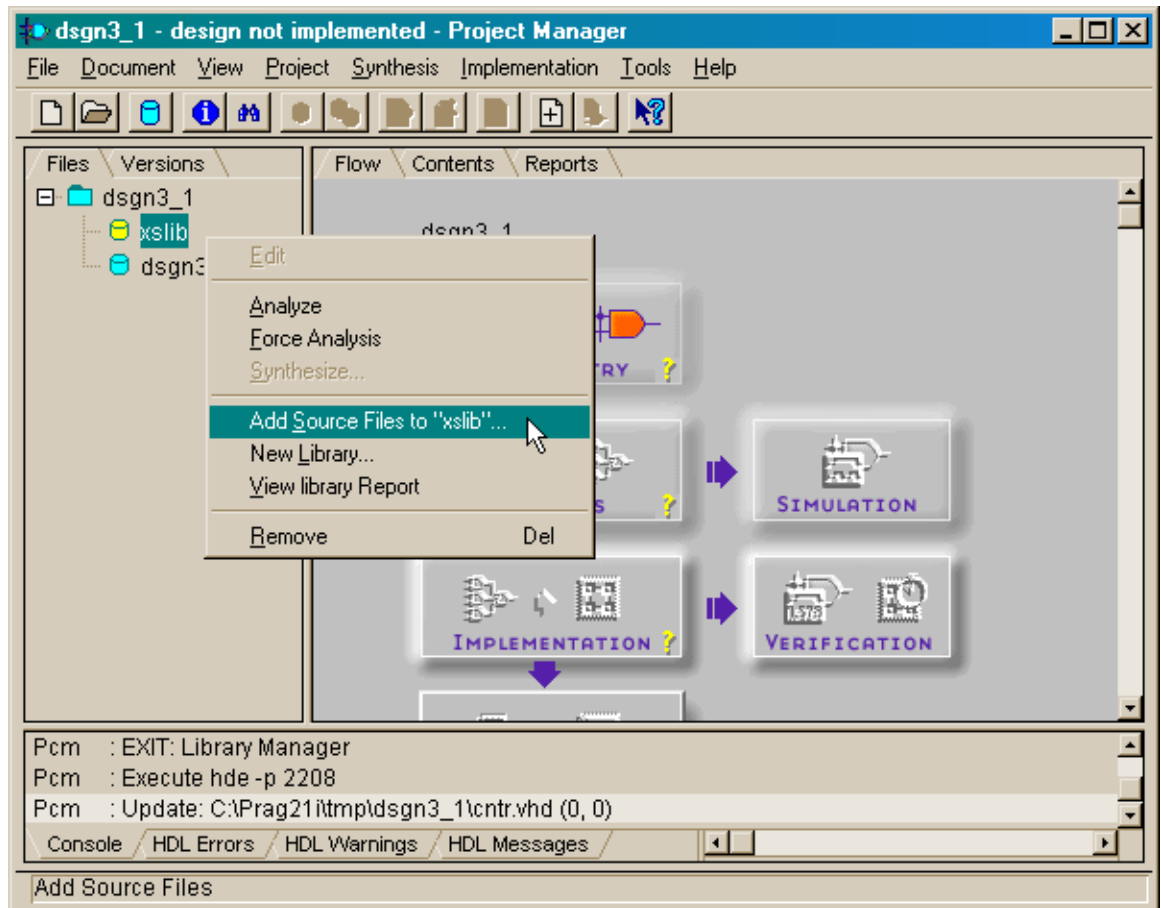 dsgn3_1 - design not implemented - Project Manager
File Document View Project Synthesis Implementation Tools Help
Files Versions
Flow Contents Reports
dsgn3_1
xslib
dsgn3
dsgn3_1
Edit
Analyze
Force Analysis
Synthesize...
Add Source Files to "xslib"...
New Library...
View library Report
Remove Del
TRY ?
S ?
SIMULATION
IMPLEMENTATION ?
1.578
VERIFICATION
Pcm : EXIT: Library Manager
Pcm : Execute hde -p 2208
Pcm : Update: C:\Prag21i\tmp\dsgn3_1\cntr.vhd (0, 0)
Console HDL Errors HDL Warnings HDL Messages
Add Source Files